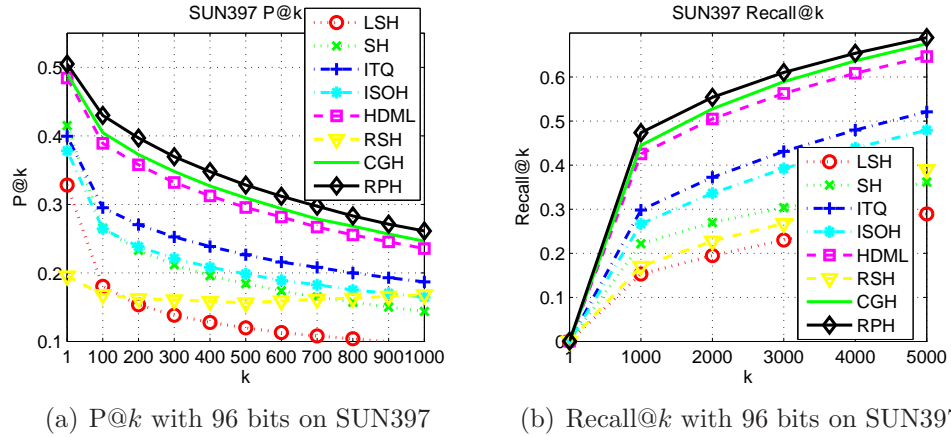 SUN397 P@k
LSH
SH
ITQ
ISOH
HDML
RSH
CGH
RPH
0.5
0.4
0.3
0.2
0.1
P@k
1 100 200 300 400 500 600 700 800 9001000
k
(a) P@k with 96 bits on SUN397
SUN397 Recall@k
0.6
0.5
0.4
0.3
0.2
0.1
0
Recall@k
LSH
SH
ITQ
ISOH
HDML
RSH
CGH
RPH
1 1000 2000 3000 4000 5000
k
(b) Recall@k with 96 bits on SUN39